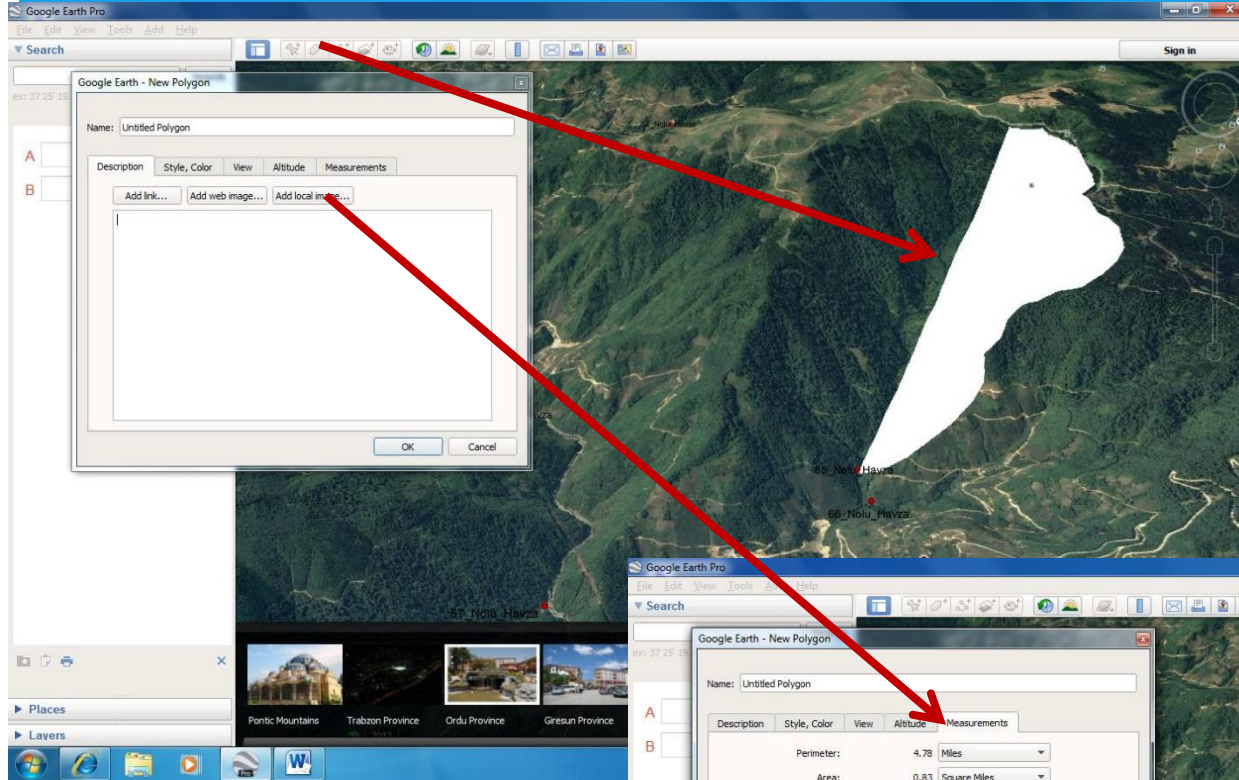 Google Earth Pro
File Edit View Tools Add Help
Search
Sign in
Google Earth - New Polygon
Name: Untitled Polygon
A
B
Description Style, Color View Altitude Measurements
Add link... Add web image... Add local image...
OK Cancel
65_Nolu_Havza
66_Nolu_Havza
67_Nolu_Havza
Pontic Mountains Trabzon Province Ordu Province Giresun Province
2013
Places
Layers
Google Earth Pro
File Edit View Tools Add Help
Search
Google Earth - New Polygon
Name: Untitled Polygon
A
B
Description Style, Color View Altitude Measurements
Perimeter: 4.78 Miles
Area: 0.83 Square Miles